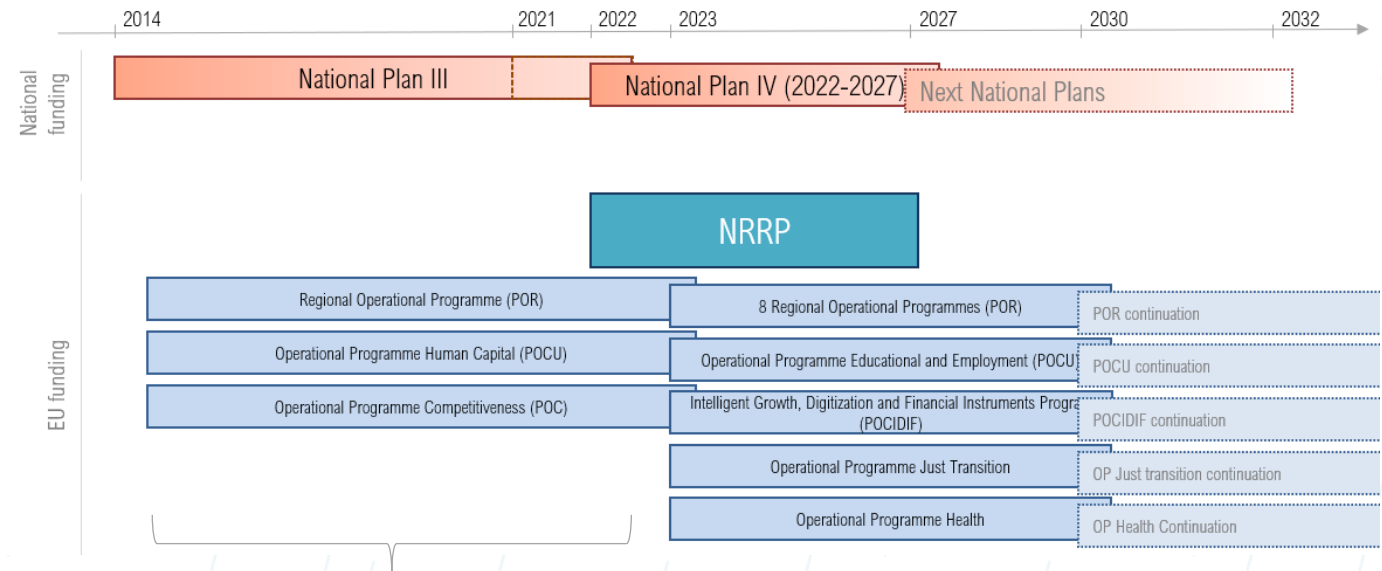 2014
2021
2022
2023
2027
2030
2032
National
funding
National Plan III
National Plan IV (2022-2027)
Next National Plans
EU funding
NRRP
Regional Operational Programme (POR)
8 Regional Operational Programmes (POR)
POR continuation
Operational Programme Human Capital (POCU)
Operational Programme Educational and Employment (POCU)
POCU continuation
Operational Programme Competitiveness (POC)
Intelligent Growth, Digitization and Financial Instruments Progra
(POCIDIF)
POCIDIF continuation
Operational Programme Just Transition
OP Just transition continuation
Operational Programme Health
OP Health Continuation